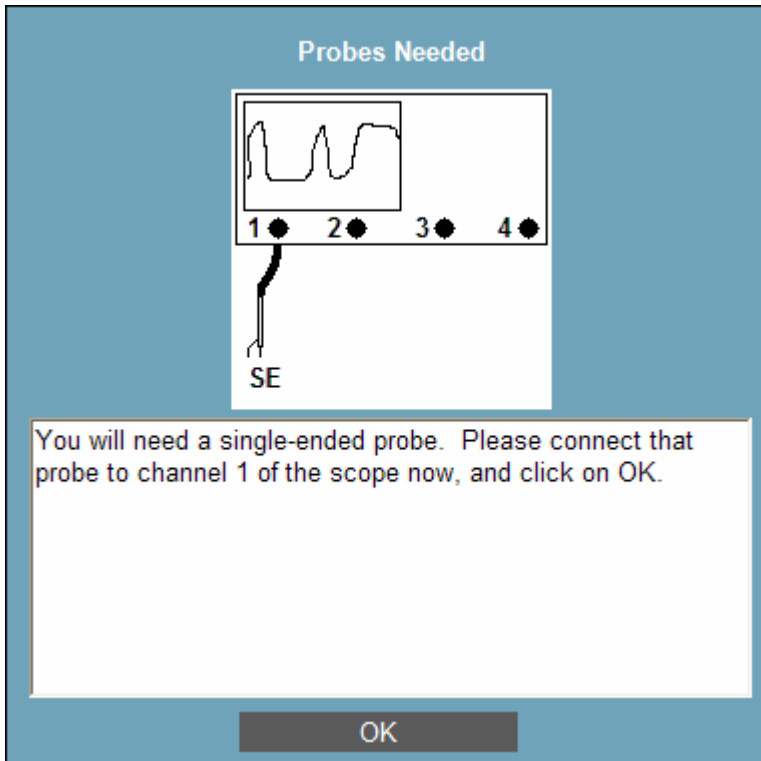 Probes Needed
1 2 3 4
SE
You will need a single-ended probe.  Please connect that
probe to channel 1 of the scope now, and click on OK.
OK